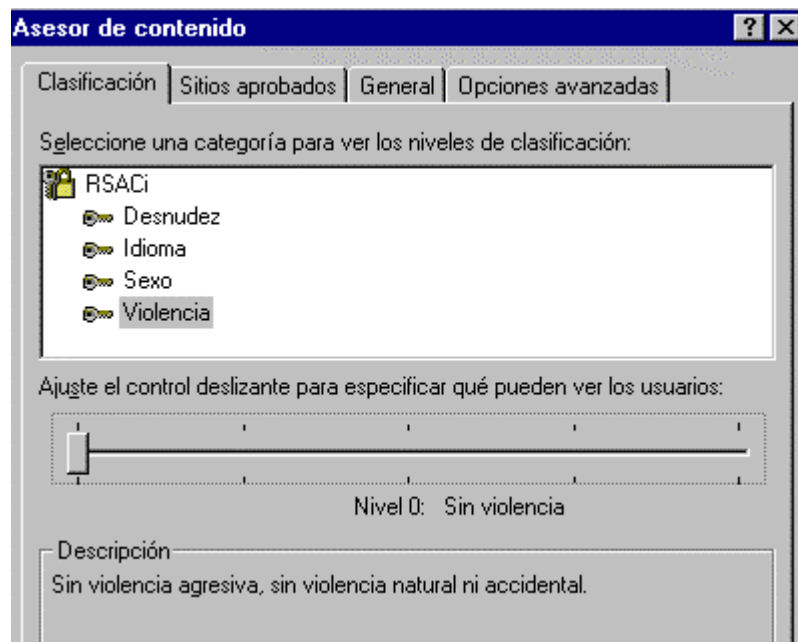 Asesor de contenido
Clasificación Sitios aprobados General Opciones avanzadas
Seleccione una categoría para ver los niveles de clasificación:
RSACi
Desnudez
Idioma
Sexo
Violencia
Ajuste el control deslizante para especificar qué pueden ver los usuarios:
Nivel 0: Sin violencia
Descripción
Sin violencia agresiva, sin violencia natural ni accidental.